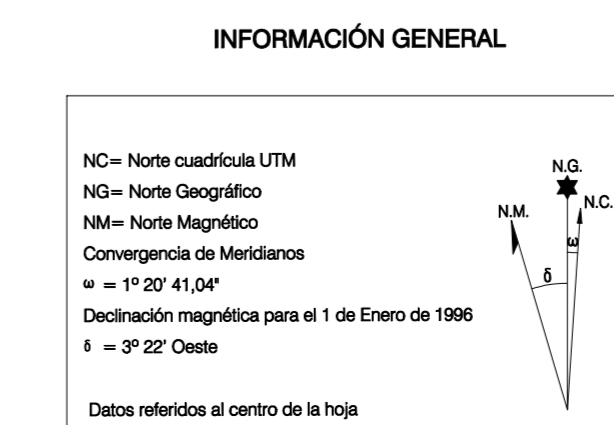 INFORMACIÓN GENERAL
NC= Norte cuadrícula UTM
NG= Norte Geográfico
NM= Norte Magnético
Convergencia de Meridianos
ω = 1º 20' 41,04"
Declinación magnética para el 1 de Enero de 1996
δ = 3º 22' Oeste
Datos referidos al centro de la hoja
N.G.
N.M.
N.C.
ω
δ